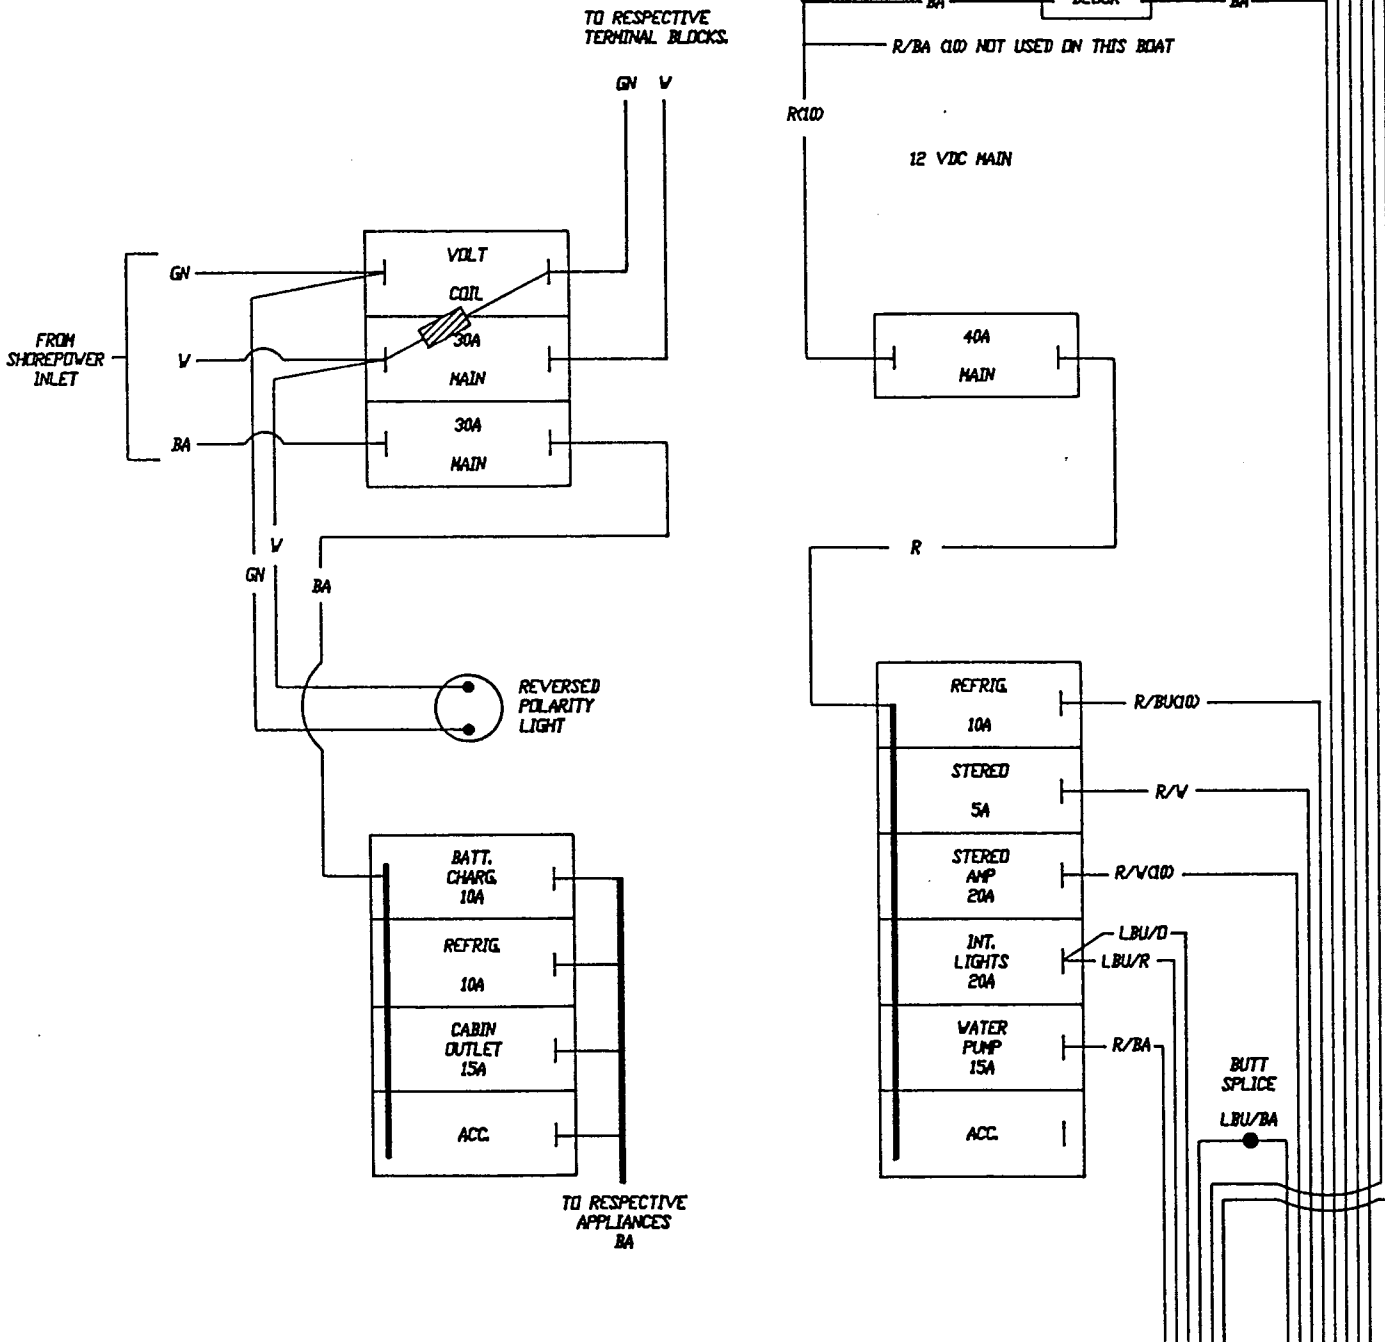 TO RESPECTIVE
TERMINAL BLOCKS.
GN W
BA
BA
R/BA (10) NOT USED ON THIS BOAT
R(10)
12 VDC MAIN
FROM
SHOREPOWER
INLET
GN
W
BA
VOLT
COIL
30A
MAIN
30A
MAIN
40A
MAIN
W
GN
BA
R
REVERSED
POLARITY
LIGHT
BATT.
CHARG.
10A
REFRIG.
10A
CABIN
OUTLET
15A
ACC.
TO RESPECTIVE
APPLIANCES
BA
REFRIG.
10A
STEREO
5A
STEREO
AMP
20A
INT.
LIGHTS
20A
WATER
PUMP
15A
ACC.
R/BU(10)
R/W
R/W(10)
LBU/O
LBU/R
R/BA
BUTT
SPLICE
LBU/BA